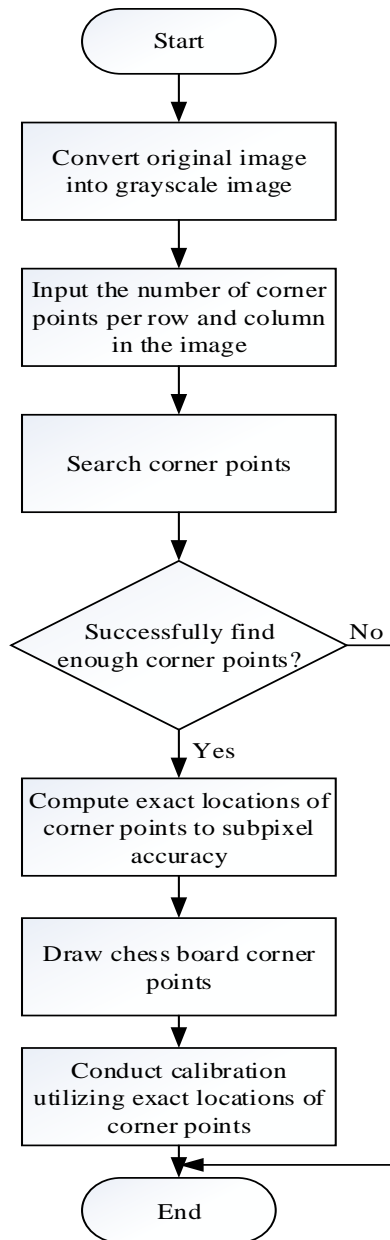 Start
Convert original image
into grayscale image
Input the number of corner
points per row and column
in the image
Search corner points
Successfully find
enough corner points?
No
Yes
Compute exact locations of
corner points to subpixel
accuracy
Draw chess board corner
points
Conduct calibration
utilizing exact locations of
corner points
End